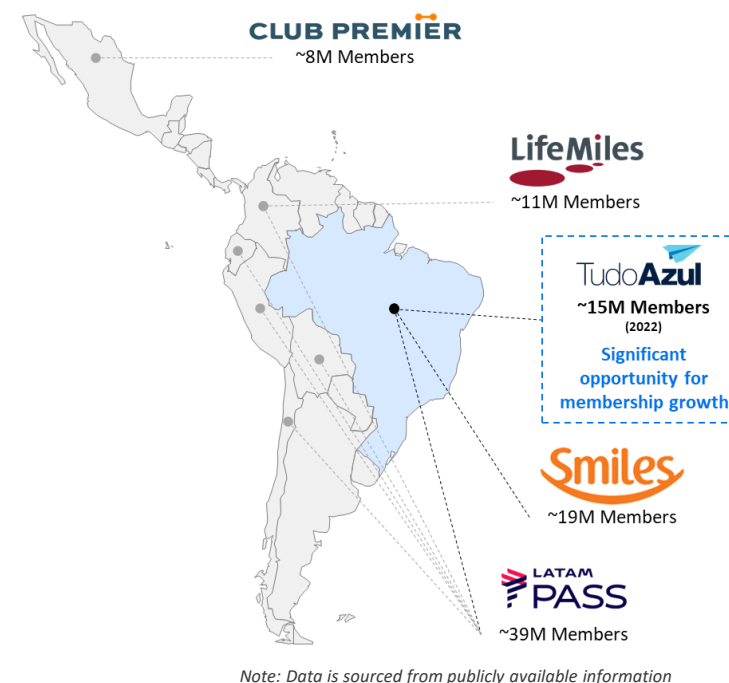 CLUB PREMIER
~8M Members
LifeMiles
~11M Members
TudoAzul
~15M Members
(2022)
Significant
opportunity for
membership growth
Smiles
~19M Members
LATAM
PASS
~39M Members
Note: Data is sourced from publicly available information